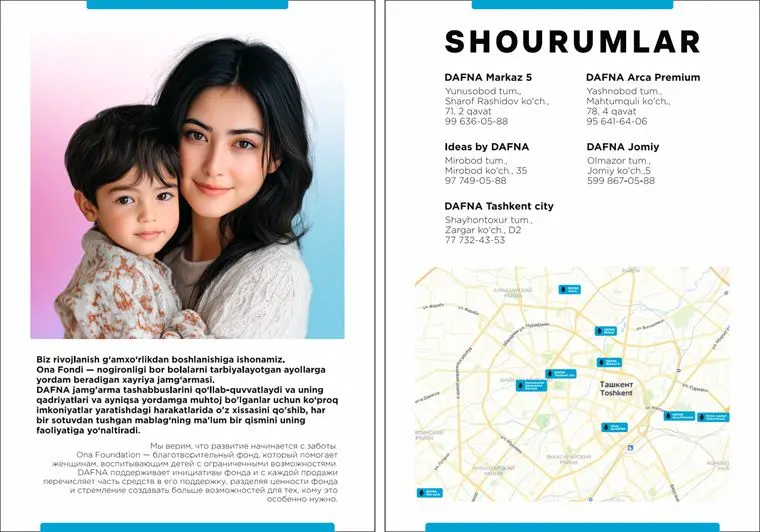 Biz rivojlanish g‘amxo‘rlikdan boshlanishiga ishonamiz.
Ona Fondi — nogironligi bor bolalarni tarbiyalayotgan ayollarga
yordam beradigan xayriya jamg‘armasi.
DAFNA jamg‘arma tashabbuslarini qo‘llab-quvvatlaydi va uning
qadriyatlari va ayniqsa yordamga muhtoj bo‘lganlar uchun ko‘proq
imkoniyatlar yaratishdagi harakatlarida o‘z xissasini qo‘shib, har
bir sotuvdan tushgan mablag‘ning ma’lum bir qismini uning
faoliyatiga yo‘naltiradi.
Мы верим, что развитие начинается с заботы.
Ona Foundation — благотворительный фонд, который помогает
женщинам, воспитывающим детей с ограниченными возможностями.
DAFNA поддерживает инициативы фонда и с каждой продажи
перечисляет часть средств в его поддержку, разделяя ценности фонда
и стремление создавать больше возможностей для тех, кому это
особенно нужно.
SHOURUMLAR
DAFNA Markaz 5
Yunusobod tum.,
Sharof Rashidov ko‘ch.,
71, 2 qavat
99 636-05-88
DAFNA Arca Premium
Yashnobod tum.,
Mahtumquli ko‘ch.,
78, 4 qavat
95 641-64-06
Ideas by DAFNA
Mirobod tum.,
Mirobod ko‘ch., 35
97 749-05-88
DAFNA Jomiy
Olmazor tum.,
Jomiy ko‘ch.,5
599 867-05-88
DAFNA Tashkent city
Shayhontoxur tum.,
Zargar ko‘ch., D2
77 732-43-53
Ташкент
Toshkent